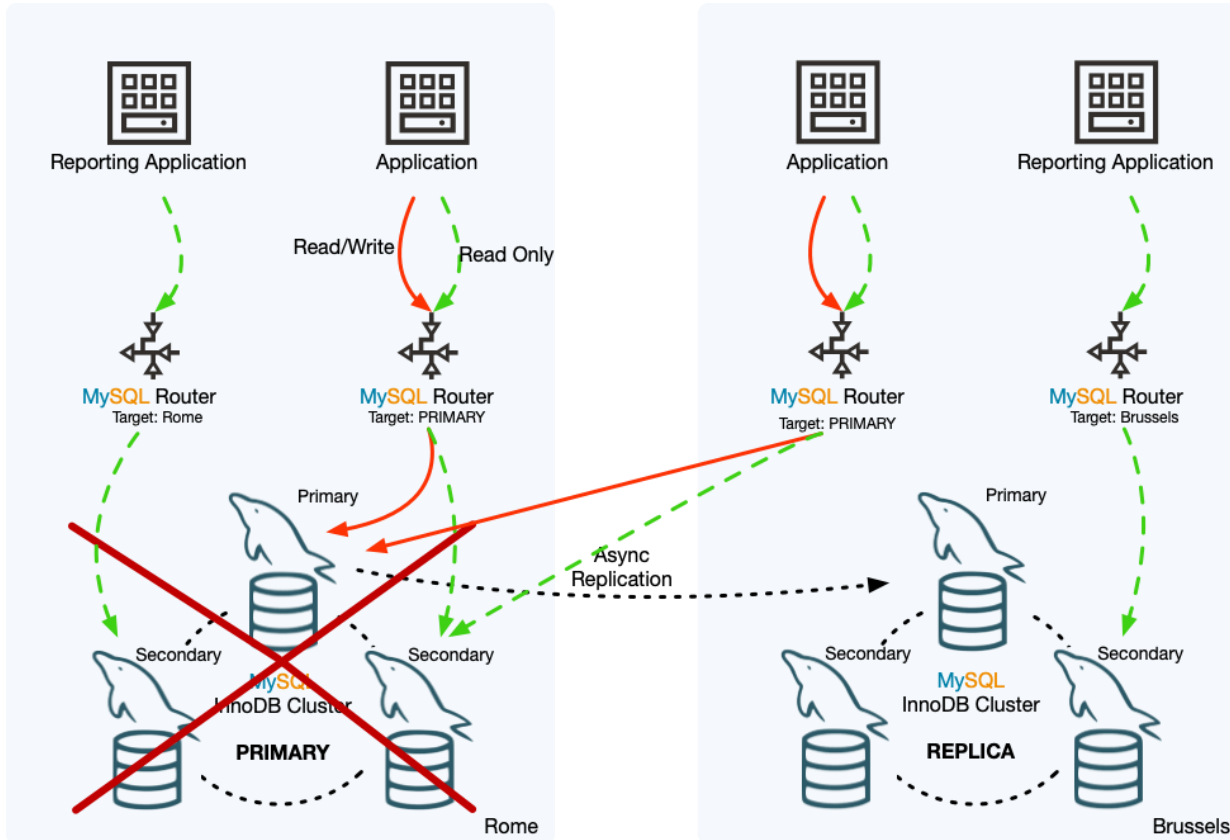 Reporting Application
Application
Application
Reporting Application
Read/Write
Read Only
MySQL Router
Target: Rome
MySQL Router
Target: PRIMARY
MySQL Router
Target: PRIMARY
MySQL Router
Target: Brussels
Primary
Async
Replication
Primary
Secondary
Secondary
MySQL
InnoDB Cluster
PRIMARY
Secondary
Secondary
MySQL
InnoDB Cluster
REPLICA
Rome
Brussels